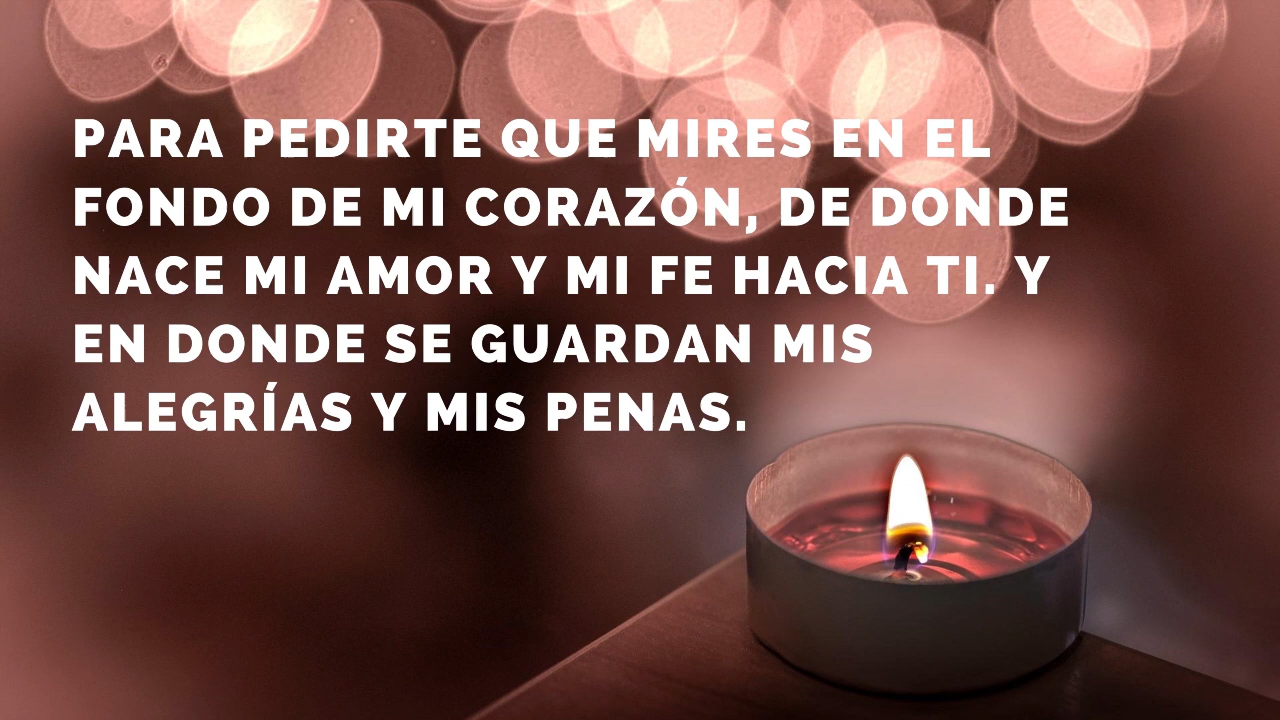 PARA PEDIRTE QUE MIRES EN EL
FONDO DE MI CORAZÓN, DE DONDE
NACE MI AMOR Y MI FE HACIA TI. Y
EN DONDE SE GUARDAN MIS
ALEGRÍAS Y MIS PENAS.